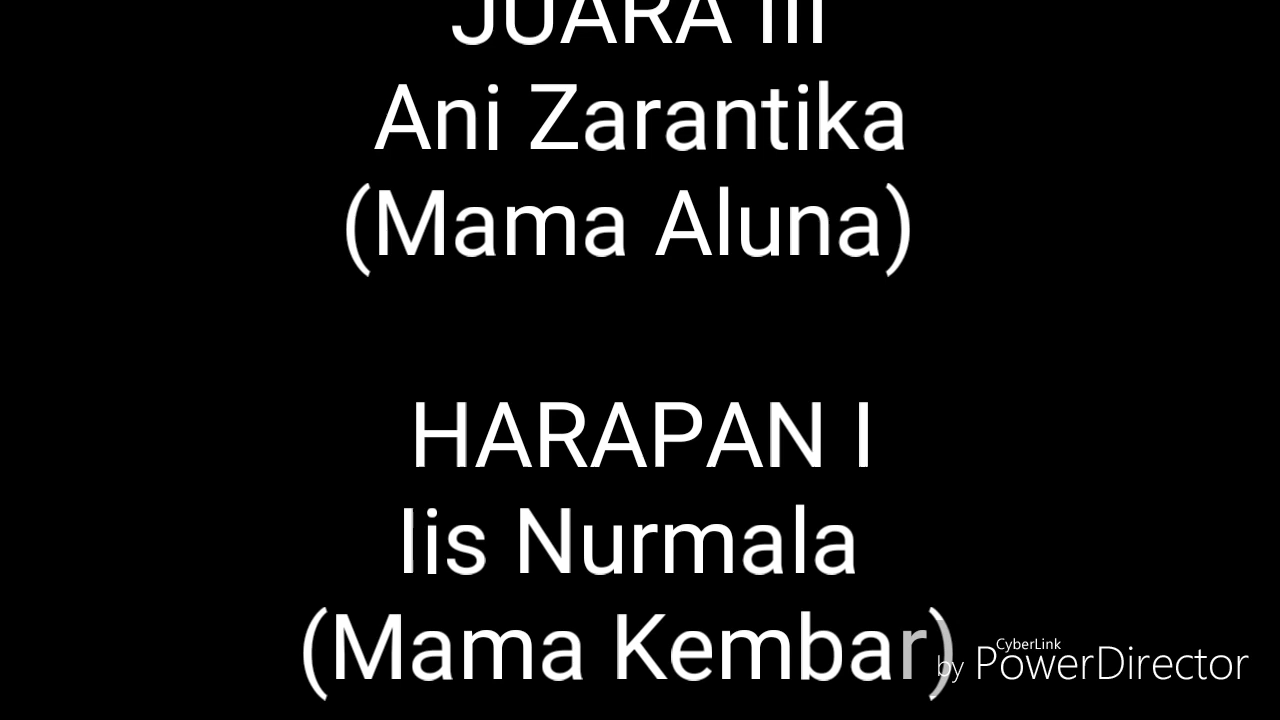 JUARA III
Ani Zarantika
(Mama Aluna)
HARAPAN I
Iis Nurmala
(Mama Kembar)
CyberLink
by PowerDirector